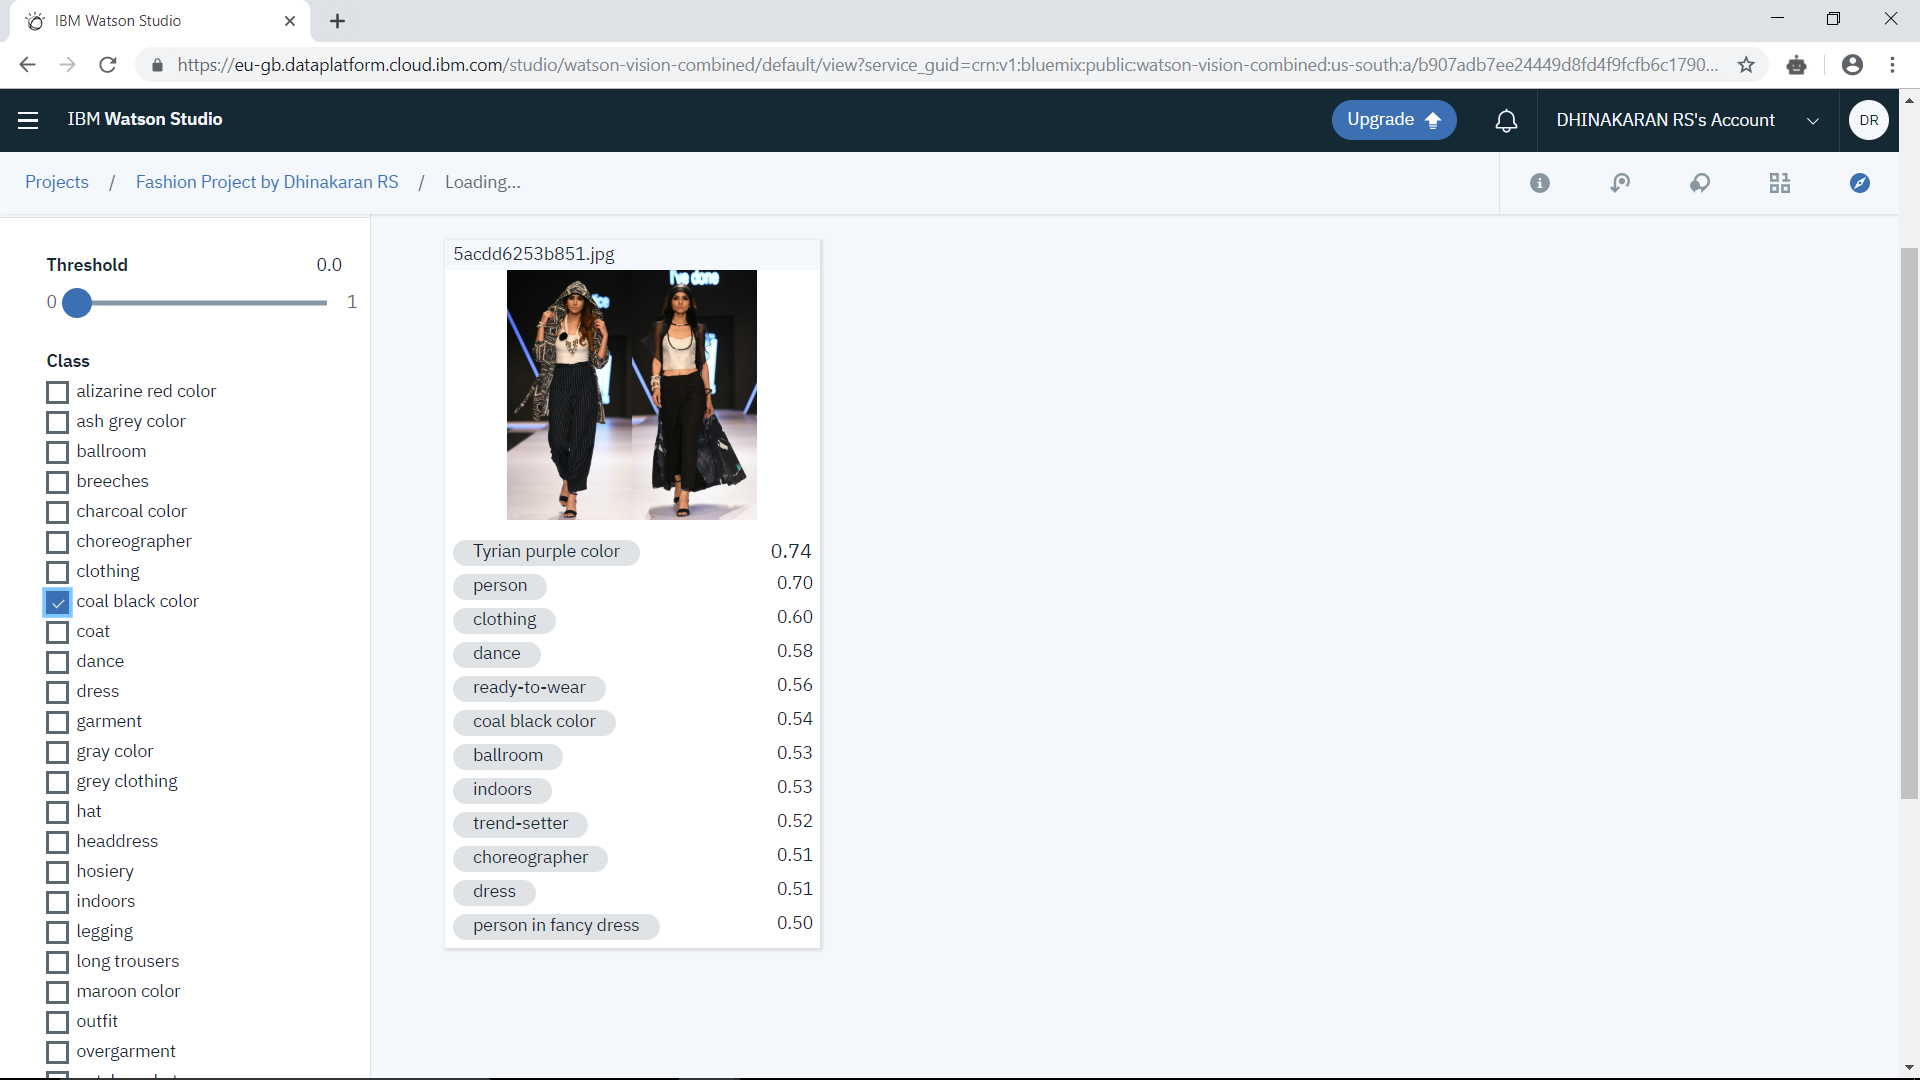 IBM Watson Studio
https://eu-gb.dataplatform.cloud.ibm.com/studio/watson-vision-combined/default/view?service_guid=crn:v1:bluemix:public:watson-vision-combined:us-south:a/b907adb7ee24449d8fd4f9fcfb6c1790...
IBM Watson Studio
Upgrade
DHINAKARAN RS's Account
DR
Projects / Fashion Project by Dhinakaran RS / Loading...
Threshold 0.0
0 1
Class
alizarine red color
ash grey color
ballroom
breeches
charcoal color
choreographer
clothing
coal black color
coat
dance
dress
garment
gray color
grey clothing
hat
headdress
hosiery
indoors
legging
long trousers
maroon color
outfit
overgarment
5acdd6253b851.jpg
I've done
Tyrian purple color 0.74
person 0.70
clothing 0.60
dance 0.58
ready-to-wear 0.56
coal black color 0.54
ballroom 0.53
indoors 0.53
trend-setter 0.52
choreographer 0.51
dress 0.51
person in fancy dress 0.50